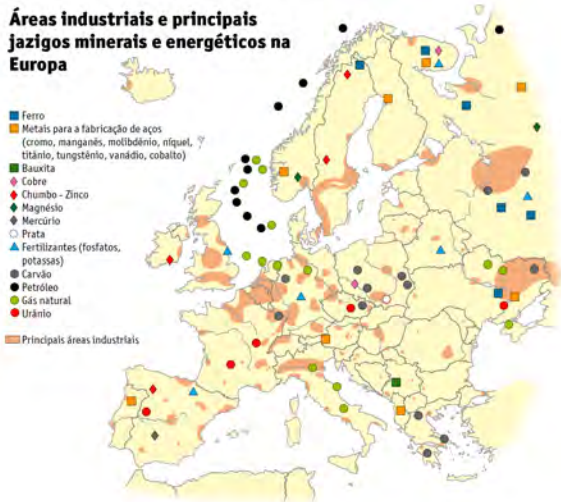 Áreas industriais e principais
jazigos minerais e energéticos na
Europa
Ferro
Metais para a fabricação de aços
(cromo, manganês, molibdénio, níquel,
titânio, tungstênio, vanádio, cobalto)
Bauxita
Cobre
Chumbo - Zinco
Magnésio
Mercúrio
Prata
Fertilizantes (fosfatos,
potassas)
Carvão
Petróleo
Gás natural
Urânio
Principais áreas industriais